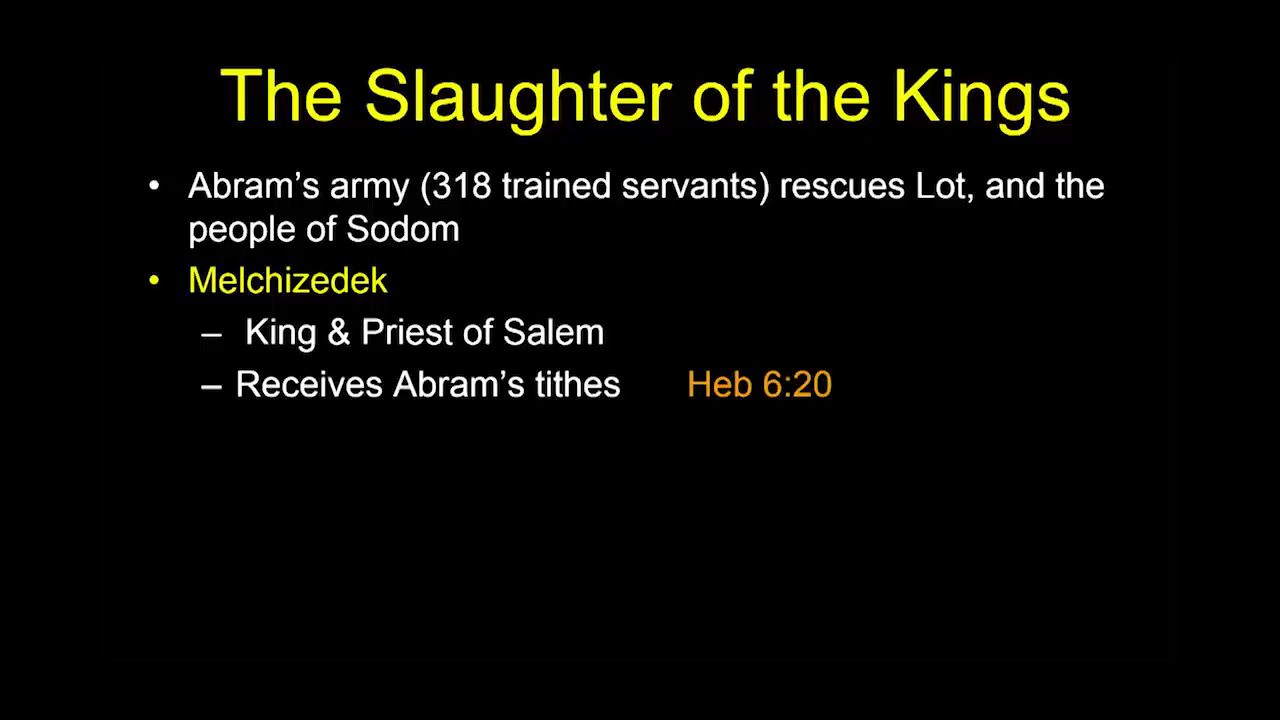 The Slaughter of the Kings
• Abram’s army (318 trained servants) rescues Lot, and the
people of Sodom
• Melchizedek
– King & Priest of Salem
– Receives Abram’s tithes Heb 6:20